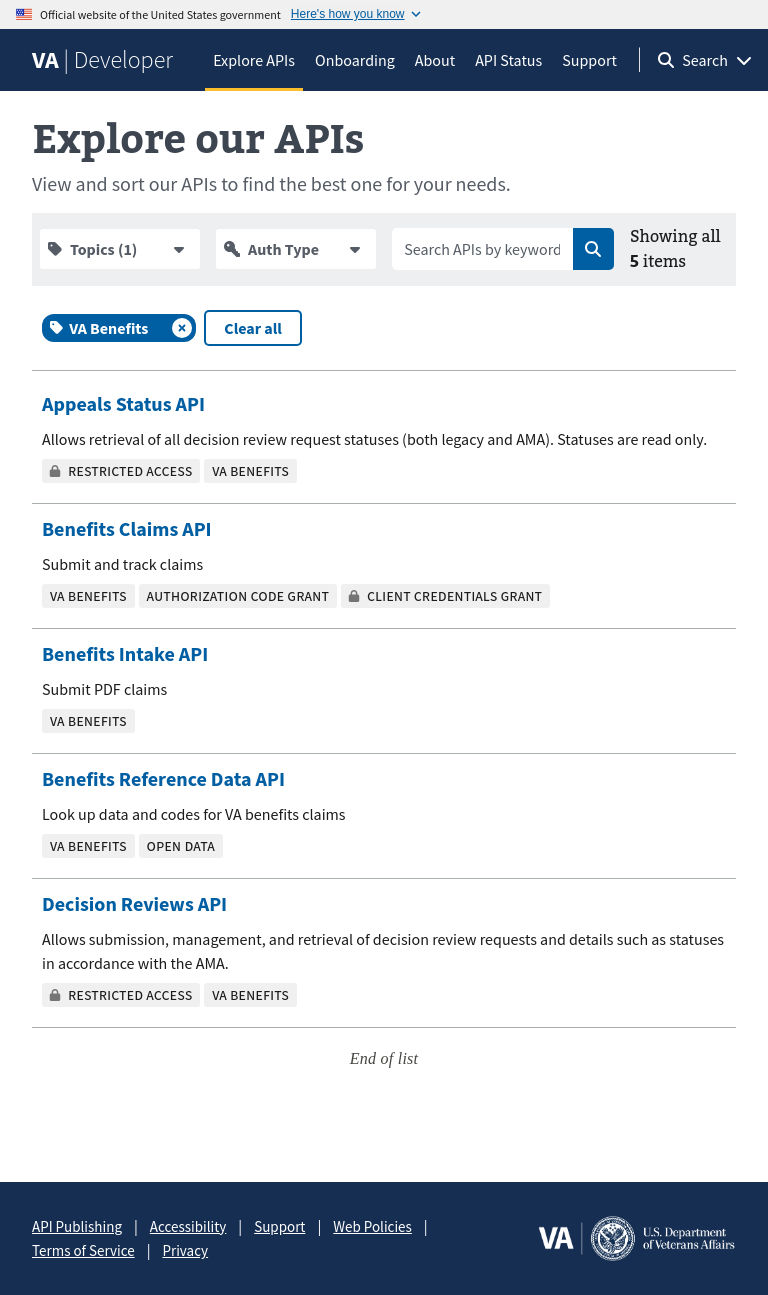 Official website of the United States government Here's how you know
VA | Developer Explore APIs Onboarding About API Status Support Search
Explore our APIs
View and sort our APIs to find the best one for your needs.
Topics (1) Auth Type Search APIs by keyword Showing all
5 items
VA Benefits Clear all
Appeals Status API
Allows retrieval of all decision review request statuses (both legacy and AMA). Statuses are read only.
RESTRICTED ACCESS VA BENEFITS
Benefits Claims API
Submit and track claims
VA BENEFITS AUTHORIZATION CODE GRANT CLIENT CREDENTIALS GRANT
Benefits Intake API
Submit PDF claims
VA BENEFITS
Benefits Reference Data API
Look up data and codes for VA benefits claims
VA BENEFITS OPEN DATA
Decision Reviews API
Allows submission, management, and retrieval of decision review requests and details such as statuses
in accordance with the AMA.
RESTRICTED ACCESS VA BENEFITS
End of list
API Publishing | Accessibility | Support | Web Policies |
Terms of Service | Privacy
VA | U.S. Department
of Veterans Affairs